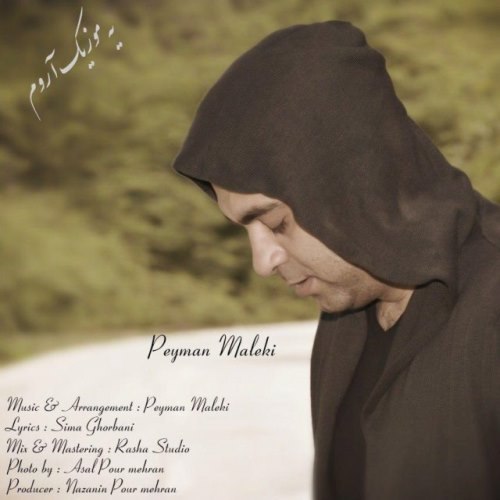 یه موزیک آروم
Peyman Maleki
Music & Arrangement : Peyman Maleki
Lyrics : Sima Ghorbani
Mix & Mastering : Rasha Studio
Photo by : Asal Pour mehran
Producer : Nazanin Pour mehran